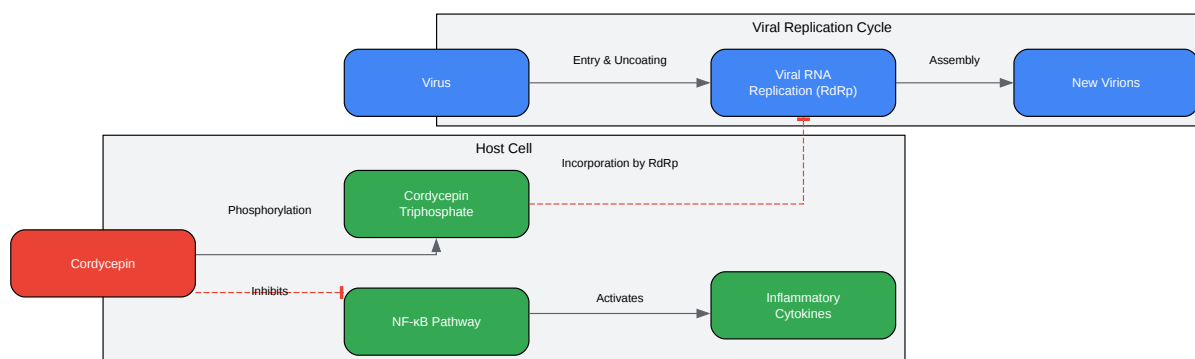 Viral Replication Cycle
Virus
Entry & Uncoating
Viral RNA
Replication (RdRp)
Assembly
New Virions
Host Cell
Incorporation by RdRp
Cordycepin
Triphosphate
Phosphorylation
Cordycepin
Inhibits
NF-κB Pathway
Activates
Inflammatory
Cytokines